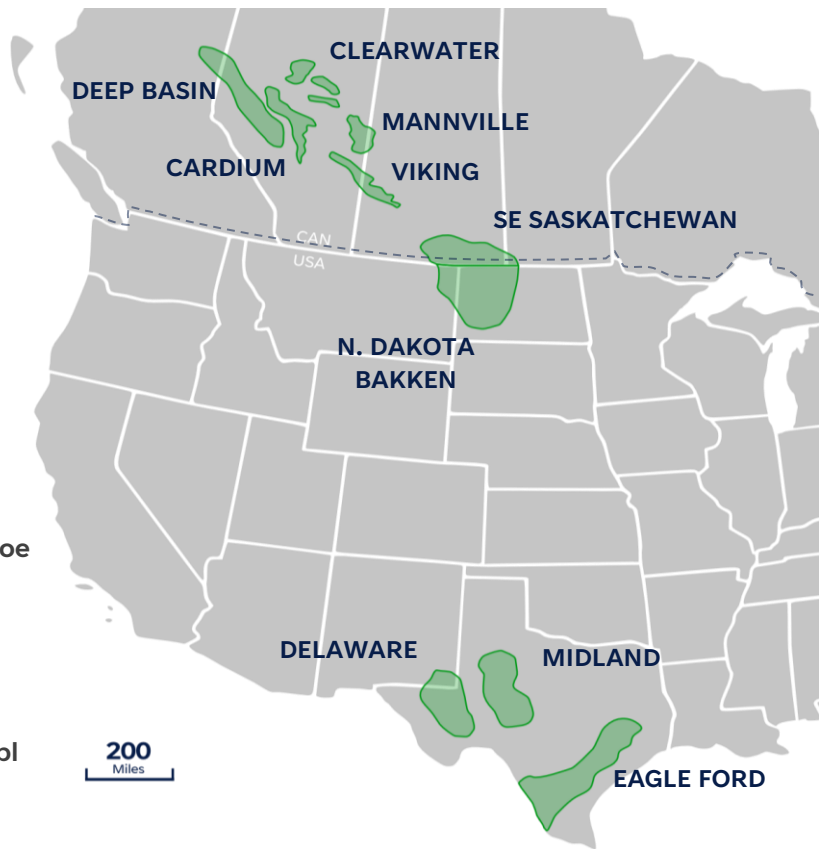 CLEARWATER
DEEP BASIN
MANNVILLE
CARDIUM
VIKING
SE SASKATCHEWAN
CAN
USA
N. DAKOTA
BAKKEN
oe
DELAWARE
MIDLAND
200
Miles
bl
EAGLE FORD